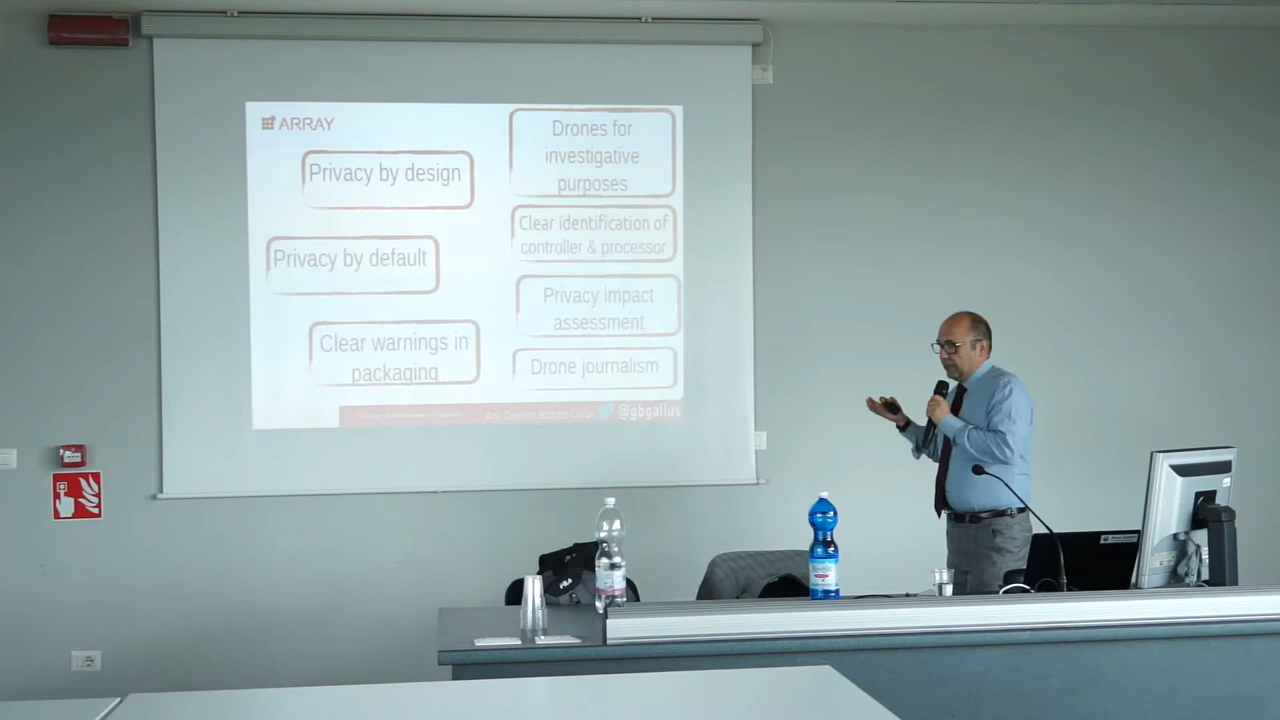 ARRAY
Privacy by design
Privacy by default
Clear warnings in
packaging
Drones for
investigative
purposes
Clear identification of
controller & processor
Privacy impact
assessment
Drone journalism
@gbgallus
FILA